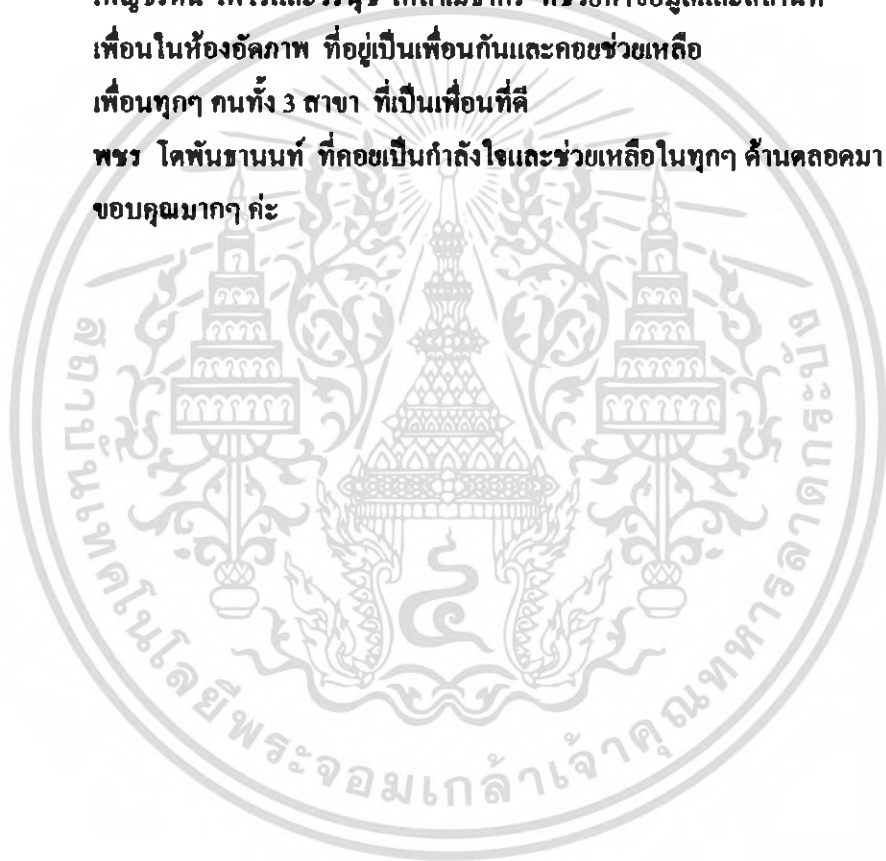 เพื่อนในห้องอัดภาพ ที่อยู่เป็นเพื่อนกันและคอยช่วยเหลือ
เพื่อนทุกๆ คนทั้ง 3 สาขา ที่เป็นเพื่อนที่ดี
พชร โตพันธานนท์ ที่คอยเป็นกำลังใจและช่วยเหลือในทุกๆ ด้านตลอดมา
ขอบคุณมากๆ ค่ะ
สถาบันเทคโนโลยีพระจอมเกล้าเจ้าคุณทหารลาดกระบัง